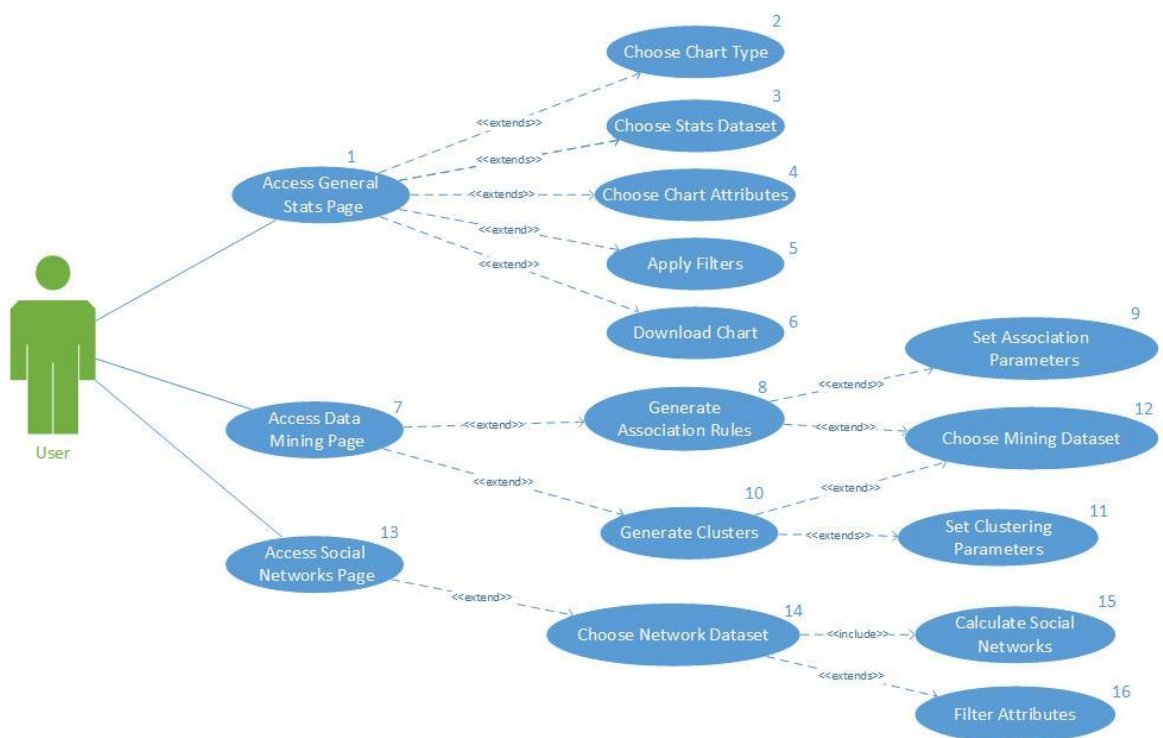 2
Choose Chart Type
<<extends>>
3
Choose Stats Dataset
<<extends>>
1
Access General
Stats Page
4
Choose Chart Attributes
<<extends>>
<<extend>>
5
Apply Filters
<<extend>>
6
Download Chart
9
Set Association
Parameters
<<extends>>
User
7
Access Data
Mining Page
<<extend>>
8
Generate
Association Rules
<<extend>>
12
Choose Mining Dataset
<<extend>>
<<extend>>
10
Generate Clusters
<<extends>>
11
Set Clustering
Parameters
13
Access Social
Networks Page
<<extend>>
14
Choose Network Dataset
<<include>>
15
Calculate Social
Networks
<<extends>>
16
Filter Attributes